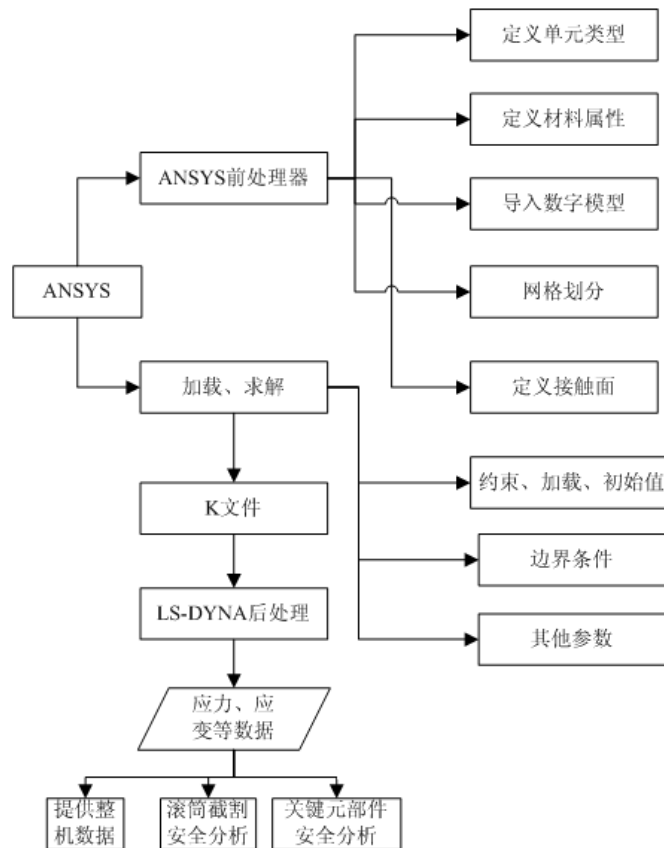 定义单元类型
定义材料属性
ANSYS前处理器
导入数字模型
ANSYS
网格划分
加载、求解
定义接触面
约束、加载、初始值
K文件
边界条件
LS-DYNA后处理
其他参数
应力、应
变等数据
提供整
机数据
滚筒截割
安全分析
关键元部件
安全分析